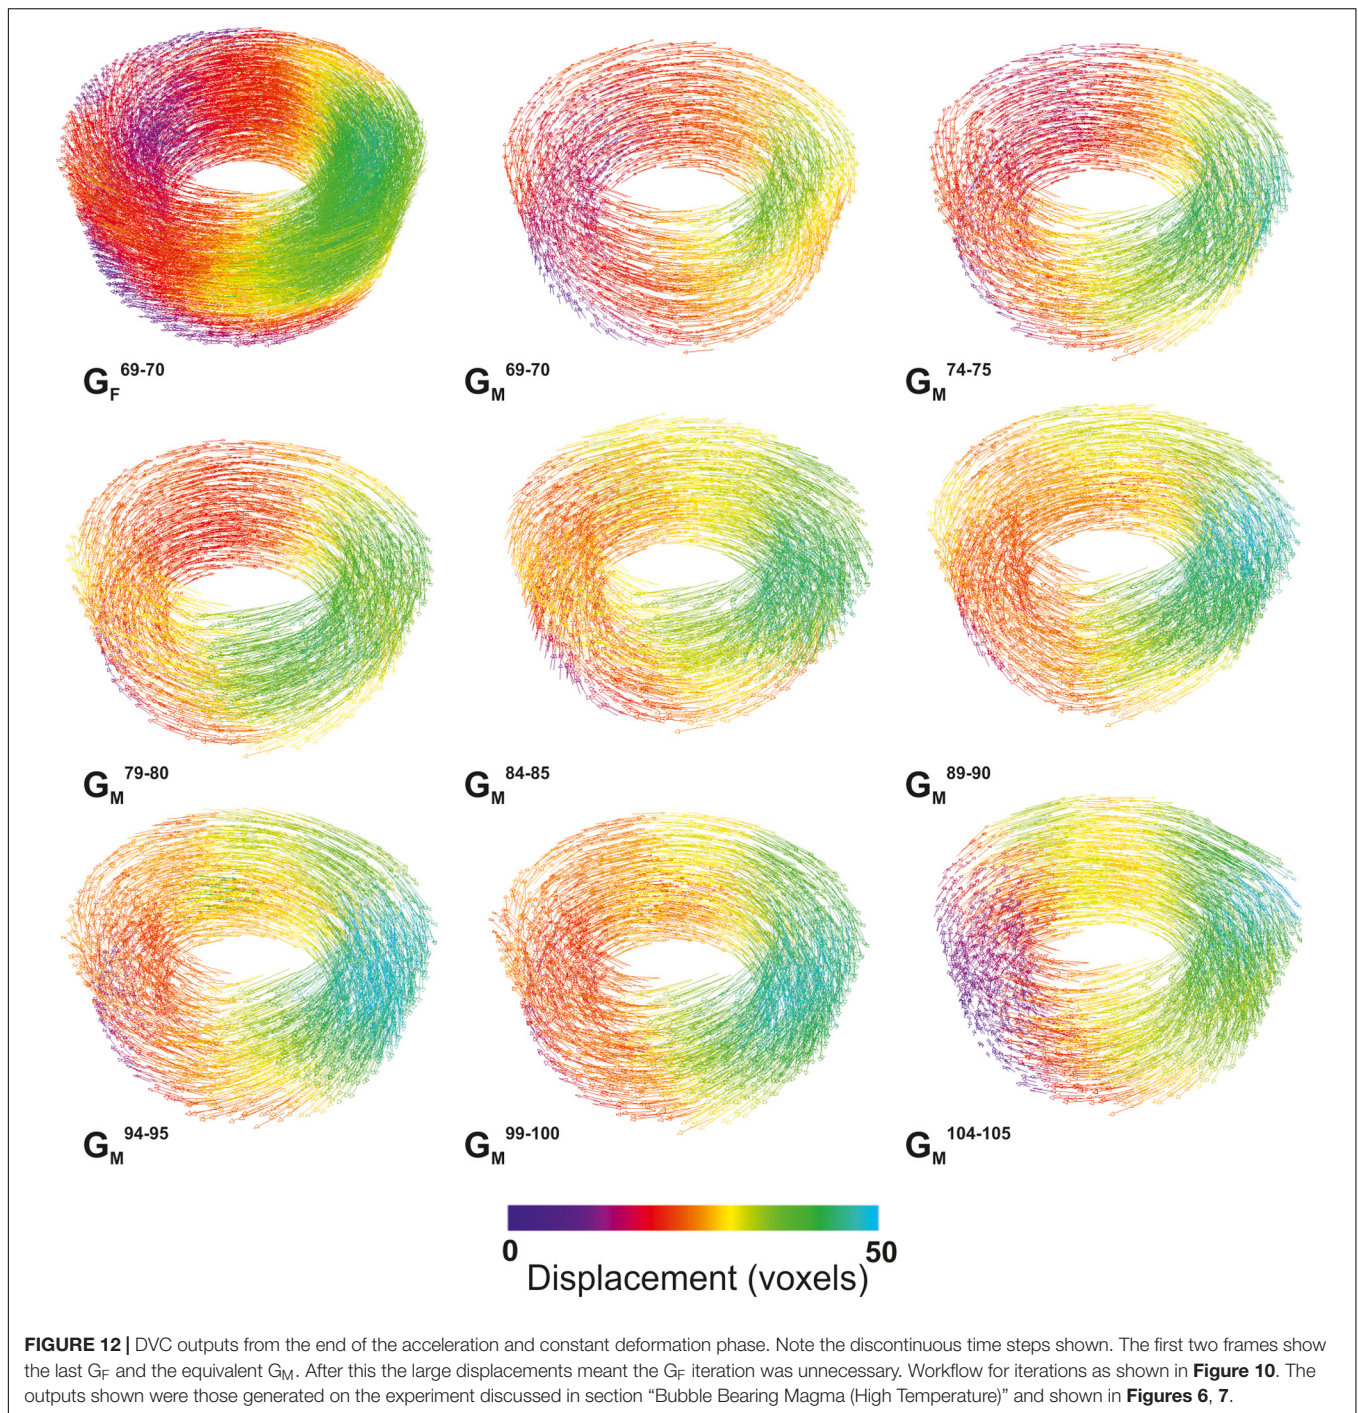 G_F^69-70
G_M^69-70
G_M^74-75
G_M^79-80
G_M^84-85
G_M^89-90
G_M^94-95
G_M^99-100
G_M^104-105
0
50
Displacement (voxels)
FIGURE 12 | DVC outputs from the end of the acceleration and constant deformation phase. Note the discontinuous time steps shown. The first two frames show
the last G_F and the equivalent G_M. After this the large displacements meant the G_F iteration was unnecessary. Workflow for iterations as shown in Figure 10. The
outputs shown were those generated on the experiment discussed in section “Bubble Bearing Magma (High Temperature)” and shown in Figures 6, 7.